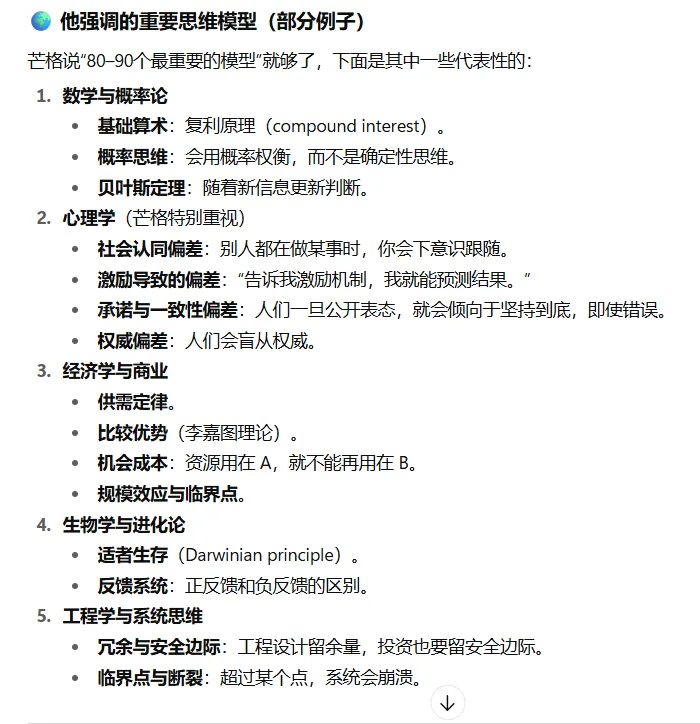 🌍 他强调的重要思维模型（部分例子）
芒格说“80–90个最重要的模型”就够了，下面是其中一些代表性的：
1. 数学与概率论
• 基础算术：复利原理（compound interest）。
• 概率思维：会用概率权衡，而不是确定性思维。
• 贝叶斯定理：随着新信息更新判断。
2. 心理学（芒格特别重视）
• 社会认同偏差：别人都在做某事时，你会下意识跟随。
• 激励导致的偏差：“告诉我激励机制，我就能预测结果。”
• 承诺与一致性偏差：人们一旦公开表态，就会倾向于坚持到底，即使错误。
• 权威偏差：人们会盲从权威。
3. 经济学与商业
• 供需定律。
• 比较优势（李嘉图理论）。
• 机会成本：资源用在 A，就不能再用在 B。
• 规模效应与临界点。
4. 生物学与进化论
• 适者生存（Darwinian principle）。
• 反馈系统：正反馈和负反馈的区别。
5. 工程学与系统思维
• 冗余与安全边际：工程设计留余量，投资也要留安全边际。
• 临界点与断裂：超过某个点，系统会崩溃。